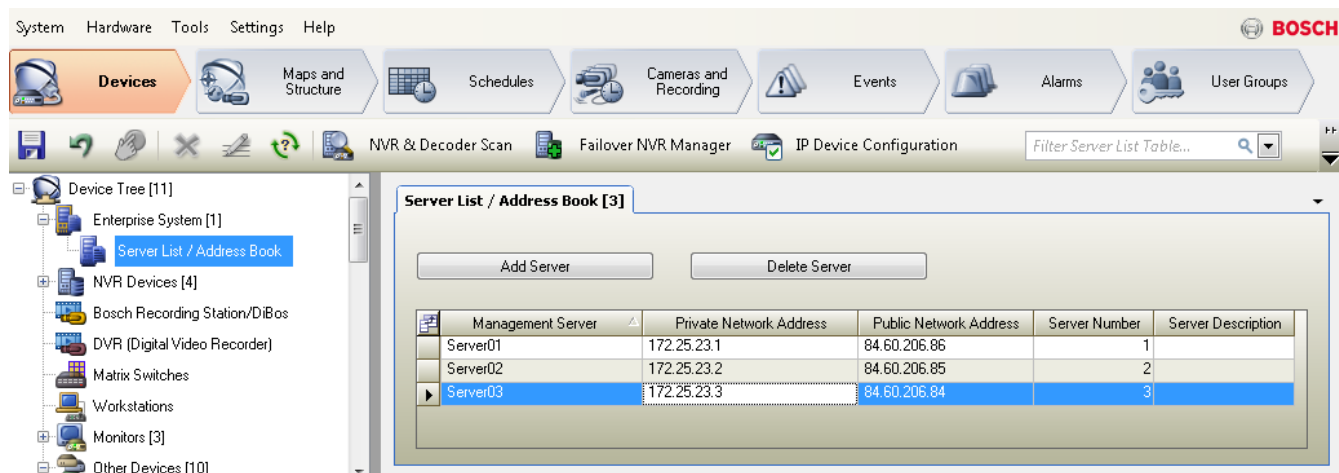 System Hardware Tools Settings Help
BOSCH
Devices
Maps and Structure
Schedules
Cameras and Recording
Events
Alarms
User Groups
NVR & Decoder Scan
Failover NVR Manager
IP Device Configuration
Filter Server List Table...
Device Tree [11]
Enterprise System [1]
Server List / Address Book
NVR Devices [4]
Bosch Recording Station/DiBos
DVR (Digital Video Recorder)
Matrix Switches
Workstations
Monitors [3]
Other Devices [10]
Server List / Address Book [3]
Add Server Delete Server
Management Server Private Network Address Public Network Address Server Number Server Description
Server01 172.25.23.1 84.60.206.86 1
Server02 172.25.23.2 84.60.206.85 2
Server03 172.25.23.3 84.60.206.84 3